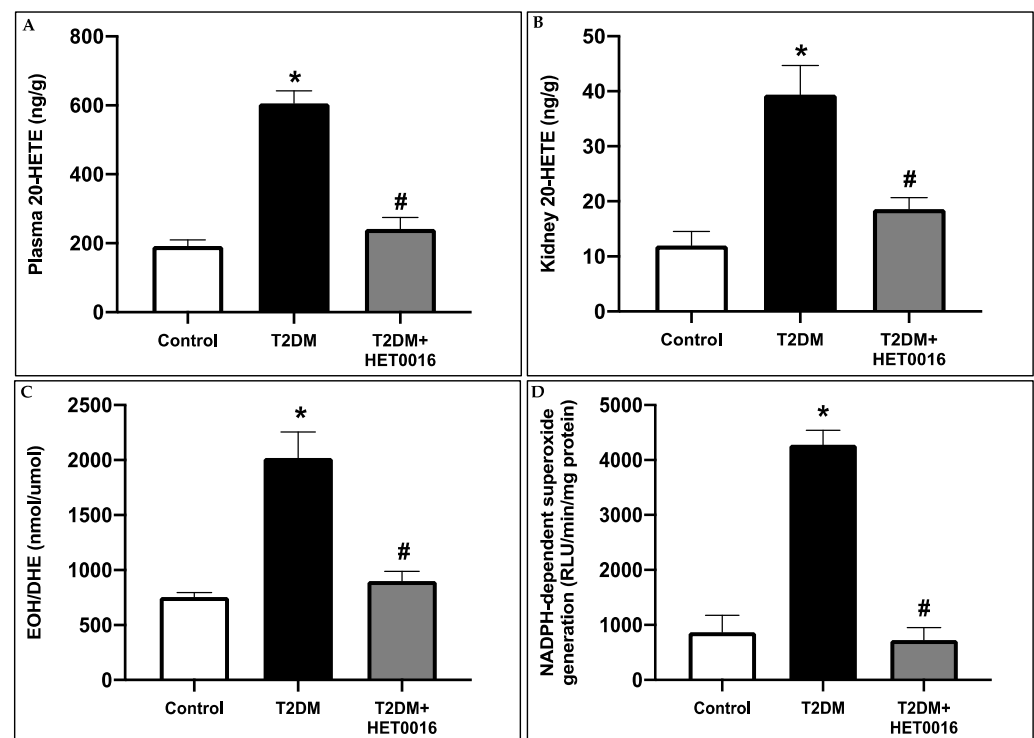 A
Plasma 20-HETE (ng/g)
800
600
400
200
0
*
#
Control
T2DM
T2DM+
HET0016
B
Kidney 20-HETE (ng/g)
50
40
30
20
10
0
*
#
Control
T2DM
T2DM+
HET0016
C
EOH/DHE (nmol/umol)
2500
2000
1500
1000
500
0
*
#
Control
T2DM
T2DM+
HET0016
D
NADPH-dependent superoxide
generation (RLU/min/mg protein)
5000
4000
3000
2000
1000
0
*
#
Control
T2DM
T2DM+
HET0016